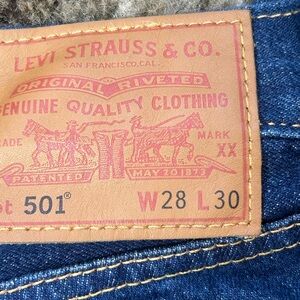 LEVI STRAUSS & CO.
SAN FRANCISCO, CAL.
ORIGINAL RIVETED
GENUINE QUALITY CLOTHING
TRADE MARK
XX
PATENTED MAY 20 1873
501® W28 L30